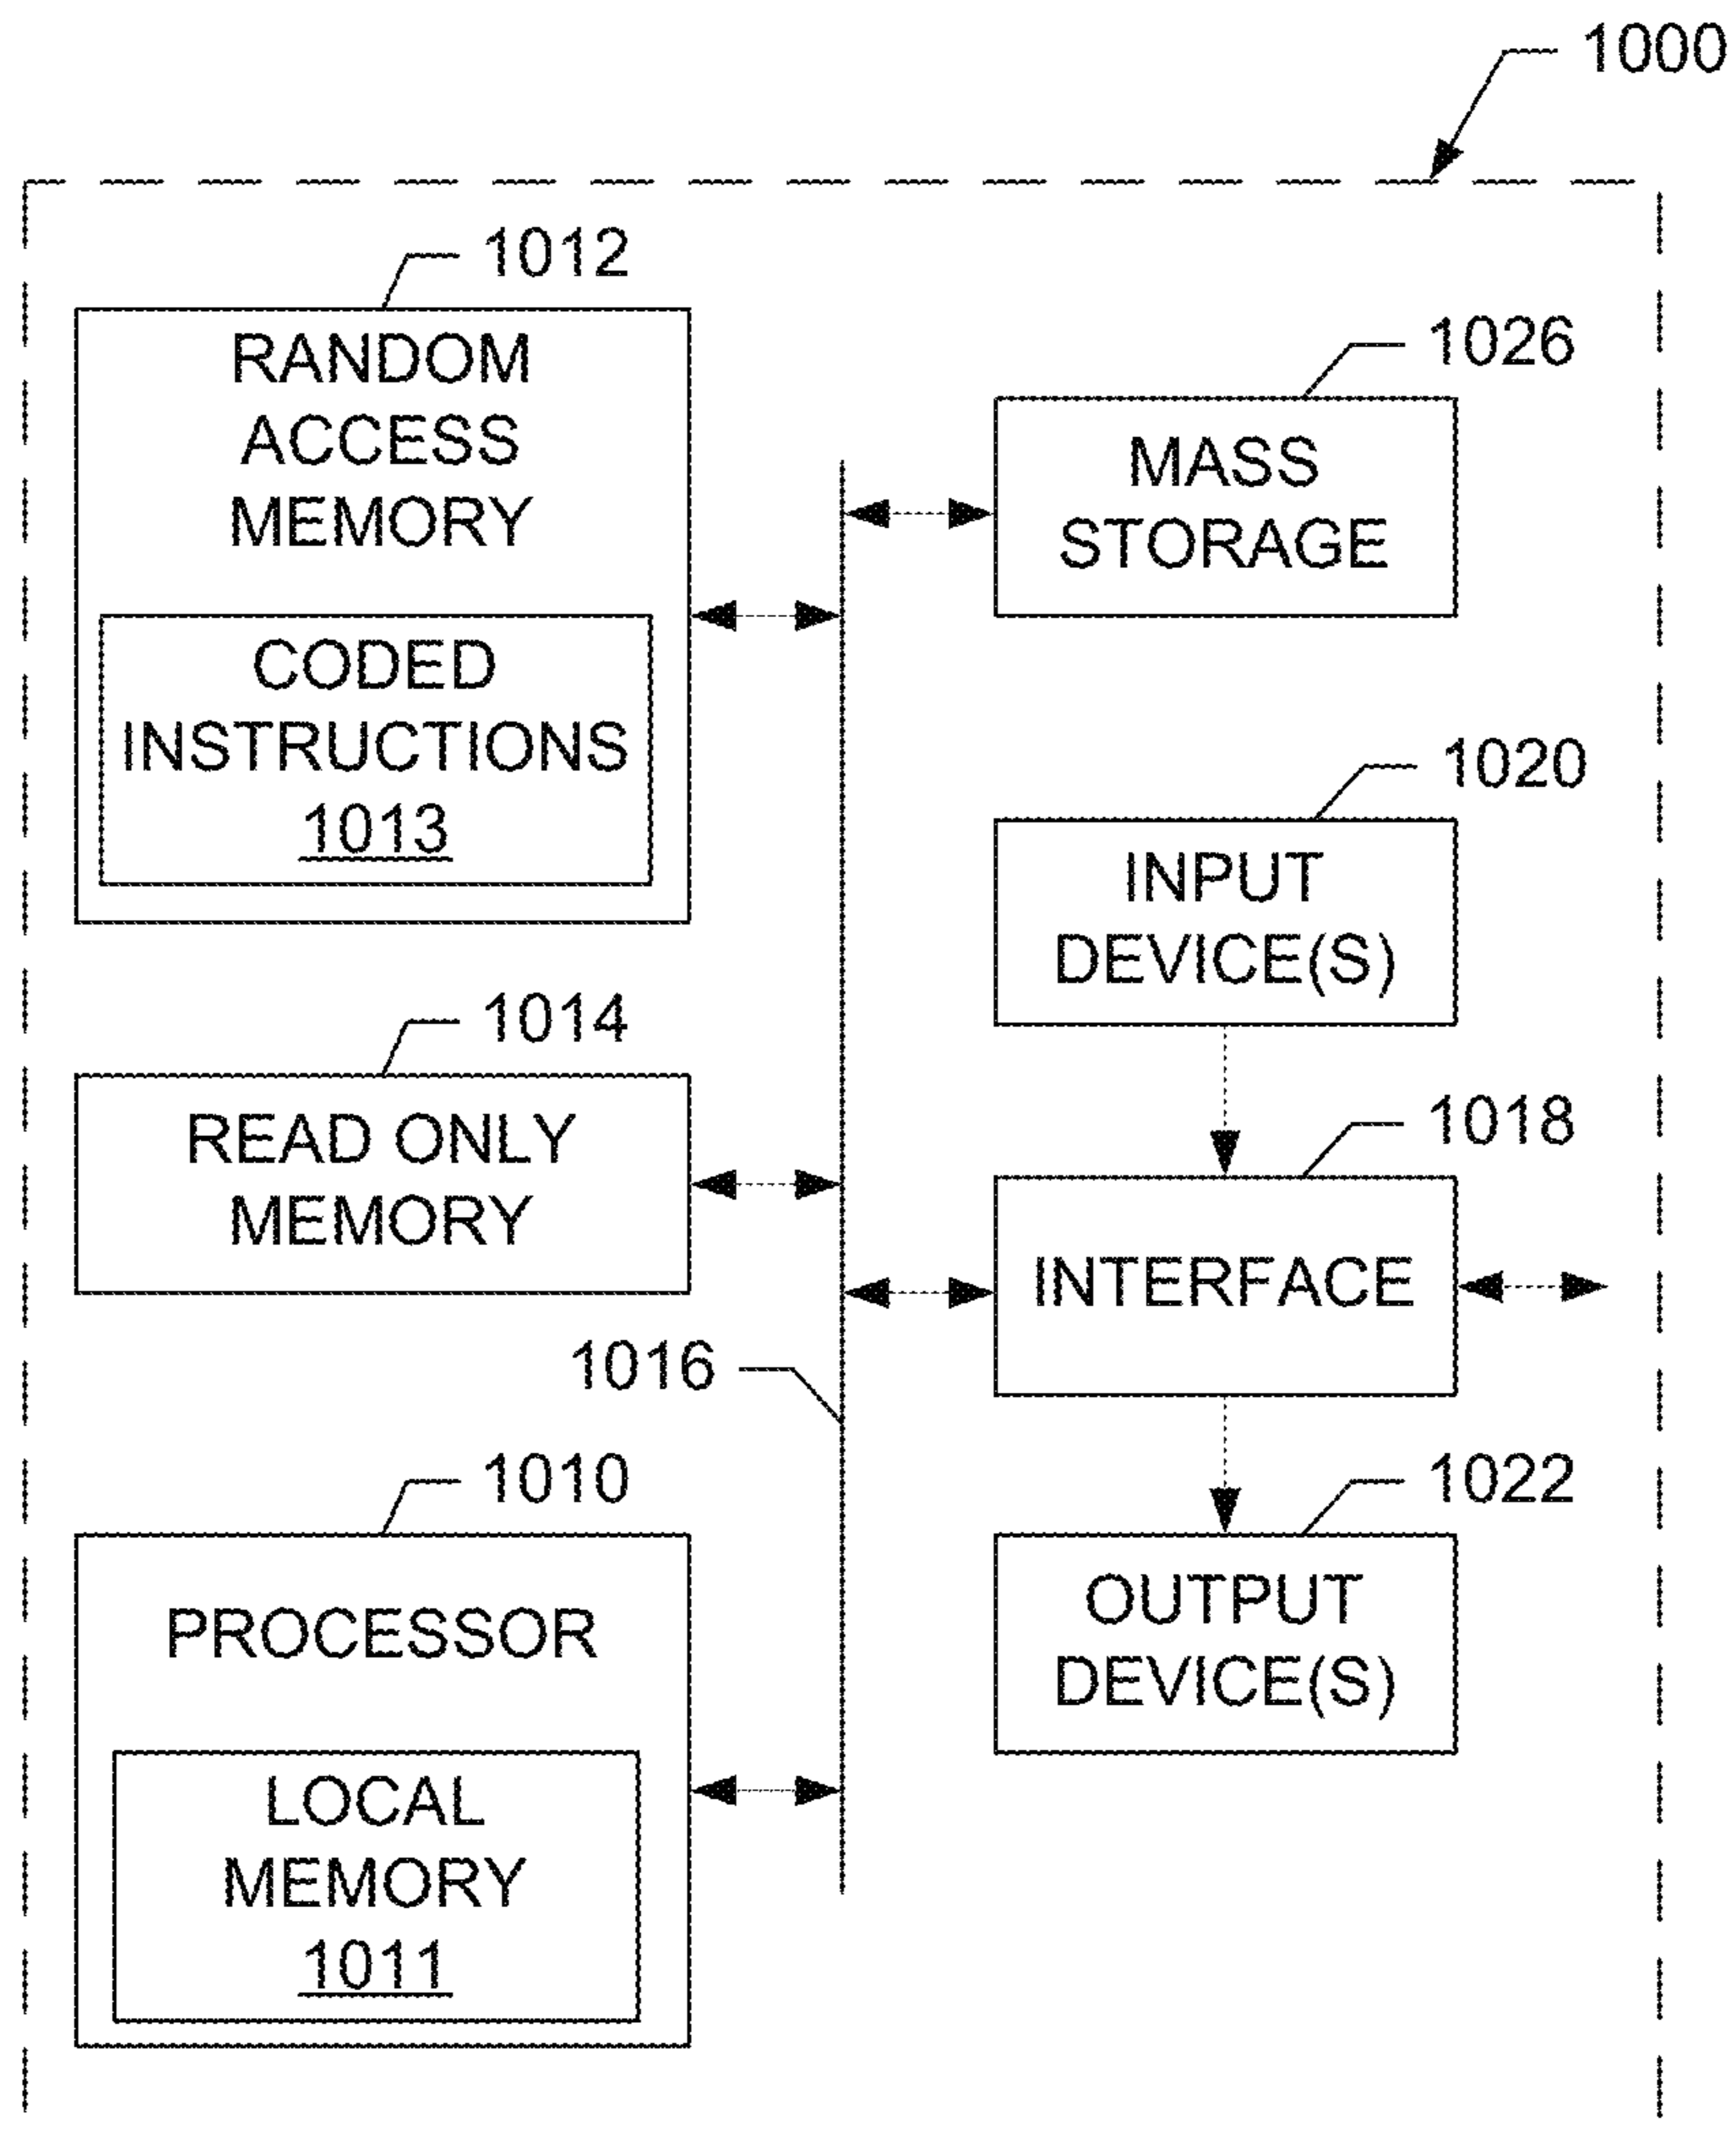 1000
1012
RANDOM
ACCESS
MEMORY
CODED
INSTRUCTIONS
1013
1026
MASS
STORAGE
1020
INPUT
DEVICE(S)
1014
READ ONLY
MEMORY
1018
INTERFACE
1016
1010
PROCESSOR
LOCAL
MEMORY
1011
1022
OUTPUT
DEVICE(S)